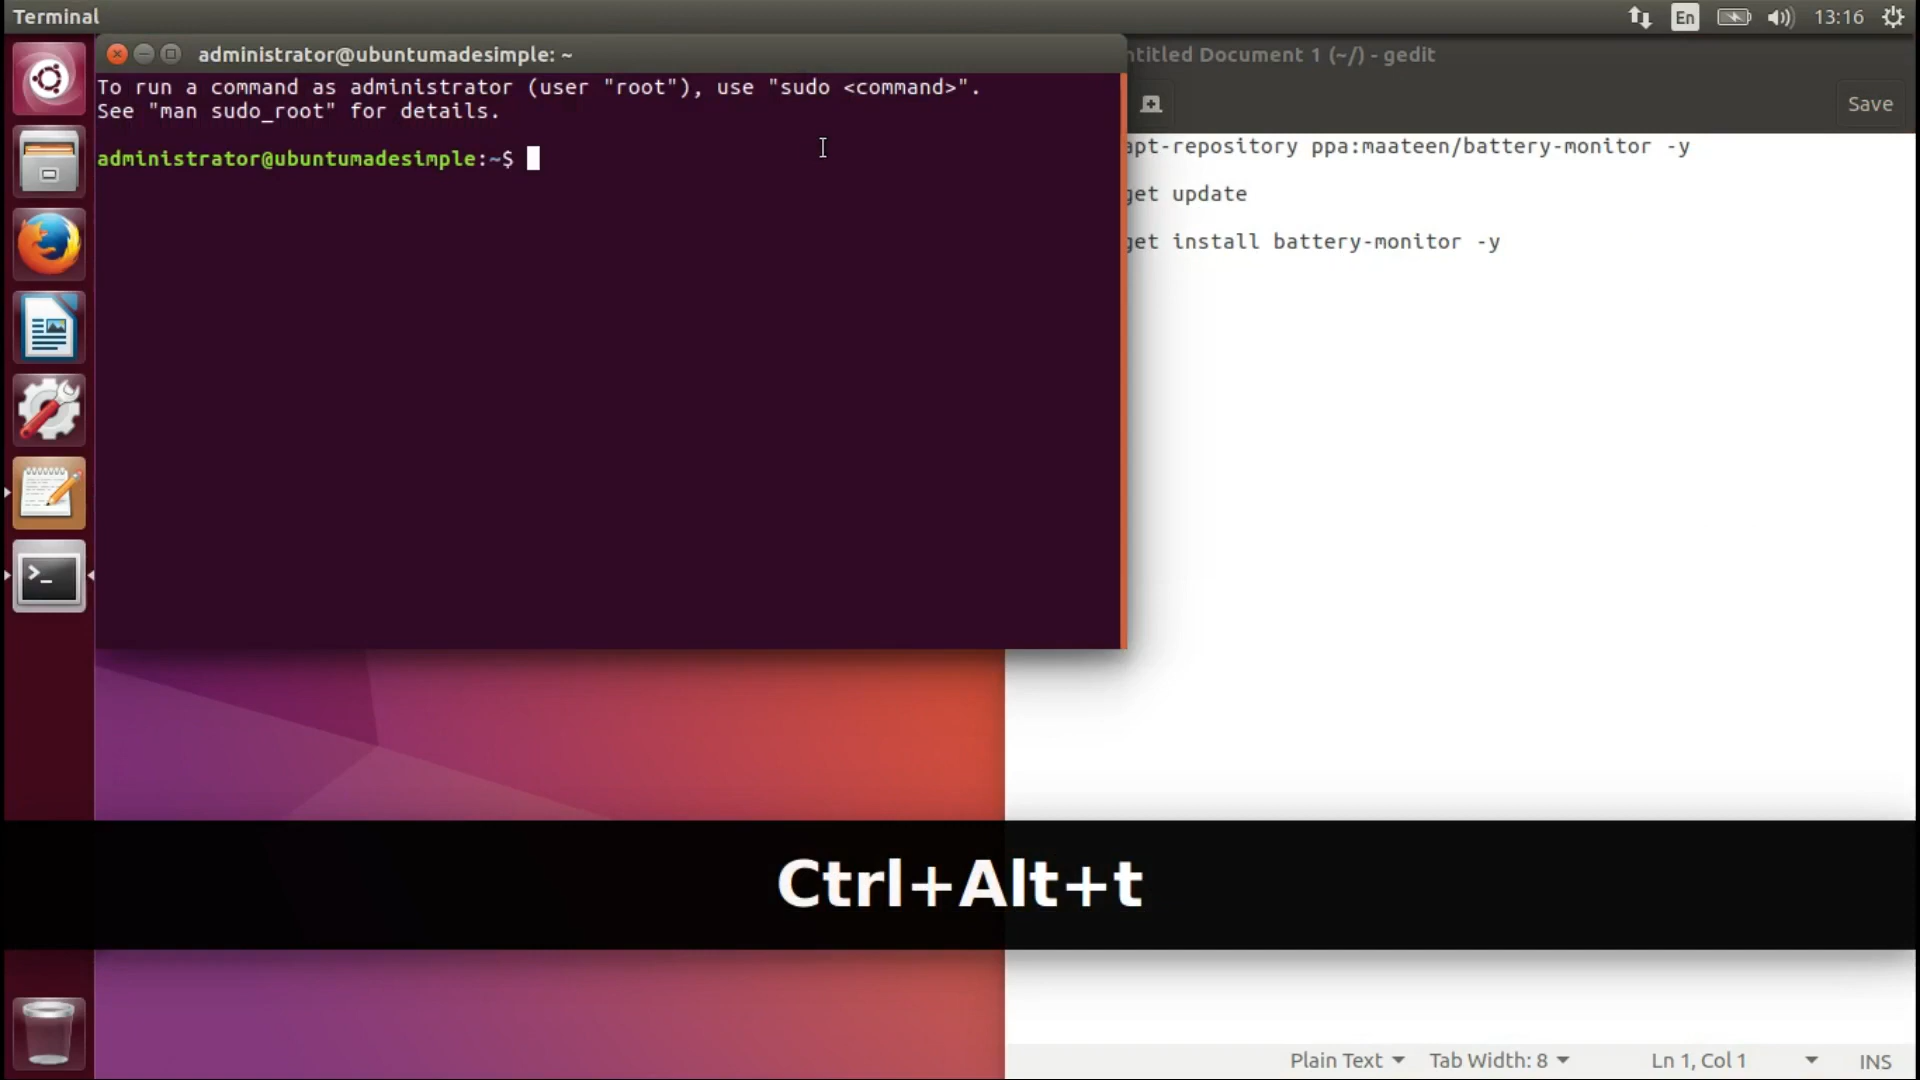 Terminal
En
13:16
administrator@ubuntumadesimple: ~
Untitled Document 1 (~/) - gedit
Save
To run a command as administrator (user "root"), use "sudo <command>".
See "man sudo_root" for details.
administrator@ubuntumadesimple:~$
apt-repository ppa:maateen/battery-monitor -y
get update
get install battery-monitor -y
>_
Ctrl+Alt+t
Plain Text
Tab Width: 8
Ln 1, Col 1
INS